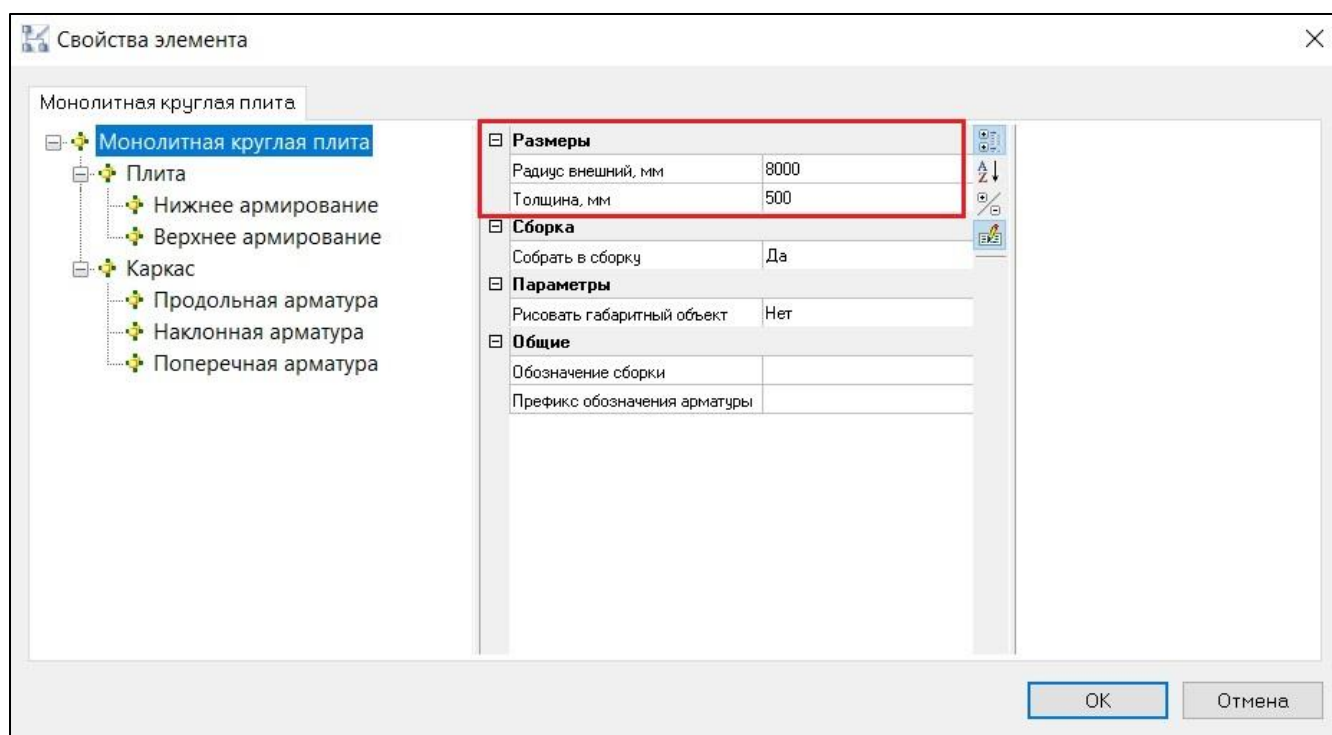 Свойства элемента
Монолитная круглая плита
Монолитная круглая плита
Плита
Нижнее армирование
Верхнее армирование
Каркас
Продольная арматура
Наклонная арматура
Поперечная арматура
Размеры
Радиус внешний, мм 8000
Толщина, мм 500
Сборка
Собрать в сборку Да
Параметры
Рисовать габаритный объект Нет
Общие
Обозначение сборки
Префикс обозначения арматуры
A
Z
OK Отмена